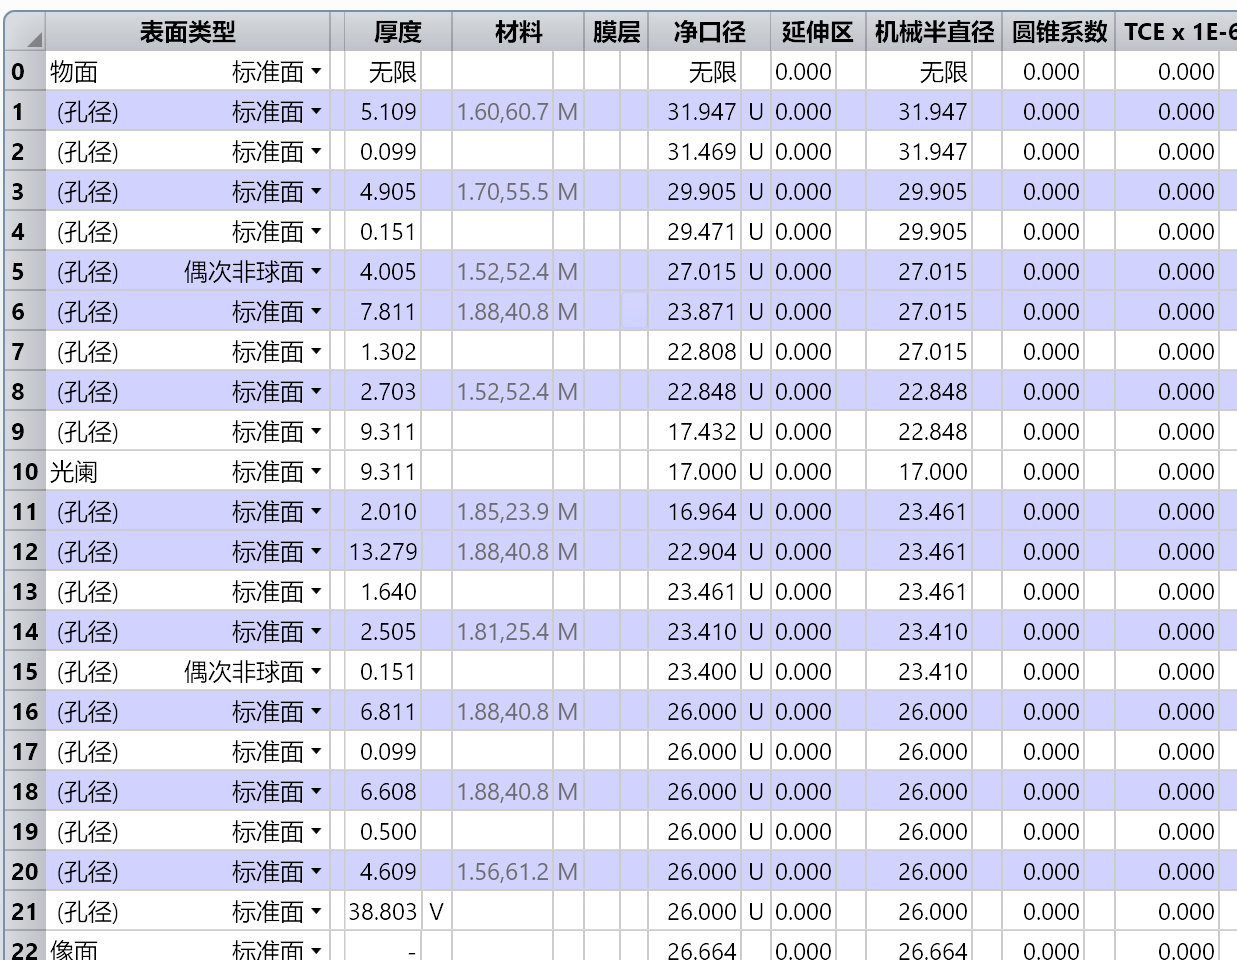 表面类型 厚度 材料 膜层 净口径 延伸区 机械半直径 圆锥系数 TCE x 1E-6
0 物面 标准面 无限 无限 0.000 无限 0.000 0.000
1 (孔径) 标准面 5.109 1.60,60.7 M 31.947 U 0.000 31.947 0.000 0.000
2 (孔径) 标准面 0.099 31.469 U 0.000 31.947 0.000 0.000
3 (孔径) 标准面 4.905 1.70,55.5 M 29.905 U 0.000 29.905 0.000 0.000
4 (孔径) 标准面 0.151 29.471 U 0.000 29.905 0.000 0.000
5 (孔径) 偶次非球面 4.005 1.52,52.4 M 27.015 U 0.000 27.015 0.000 0.000
6 (孔径) 标准面 7.811 1.88,40.8 M 23.871 U 0.000 27.015 0.000 0.000
7 (孔径) 标准面 1.302 22.808 U 0.000 27.015 0.000 0.000
8 (孔径) 标准面 2.703 1.52,52.4 M 22.848 U 0.000 22.848 0.000 0.000
9 (孔径) 标准面 9.311 17.432 U 0.000 22.848 0.000 0.000
10 光阑 标准面 9.311 17.000 U 0.000 17.000 0.000 0.000
11 (孔径) 标准面 2.010 1.85,23.9 M 16.964 U 0.000 23.461 0.000 0.000
12 (孔径) 标准面 13.279 1.88,40.8 M 22.904 U 0.000 23.461 0.000 0.000
13 (孔径) 标准面 1.640 23.461 U 0.000 23.461 0.000 0.000
14 (孔径) 标准面 2.505 1.81,25.4 M 23.410 U 0.000 23.410 0.000 0.000
15 (孔径) 偶次非球面 0.151 23.400 U 0.000 23.410 0.000 0.000
16 (孔径) 标准面 6.811 1.88,40.8 M 26.000 U 0.000 26.000 0.000 0.000
17 (孔径) 标准面 0.099 26.000 U 0.000 26.000 0.000 0.000
18 (孔径) 标准面 6.608 1.88,40.8 M 26.000 U 0.000 26.000 0.000 0.000
19 (孔径) 标准面 0.500 26.000 U 0.000 26.000 0.000 0.000
20 (孔径) 标准面 4.609 1.56,61.2 M 26.000 U 0.000 26.000 0.000 0.000
21 (孔径) 标准面 38.803 V 26.000 U 0.000 26.000 0.000 0.000
22 像面 标准面 - 26.664 0.000 26.664 0.000 0.000